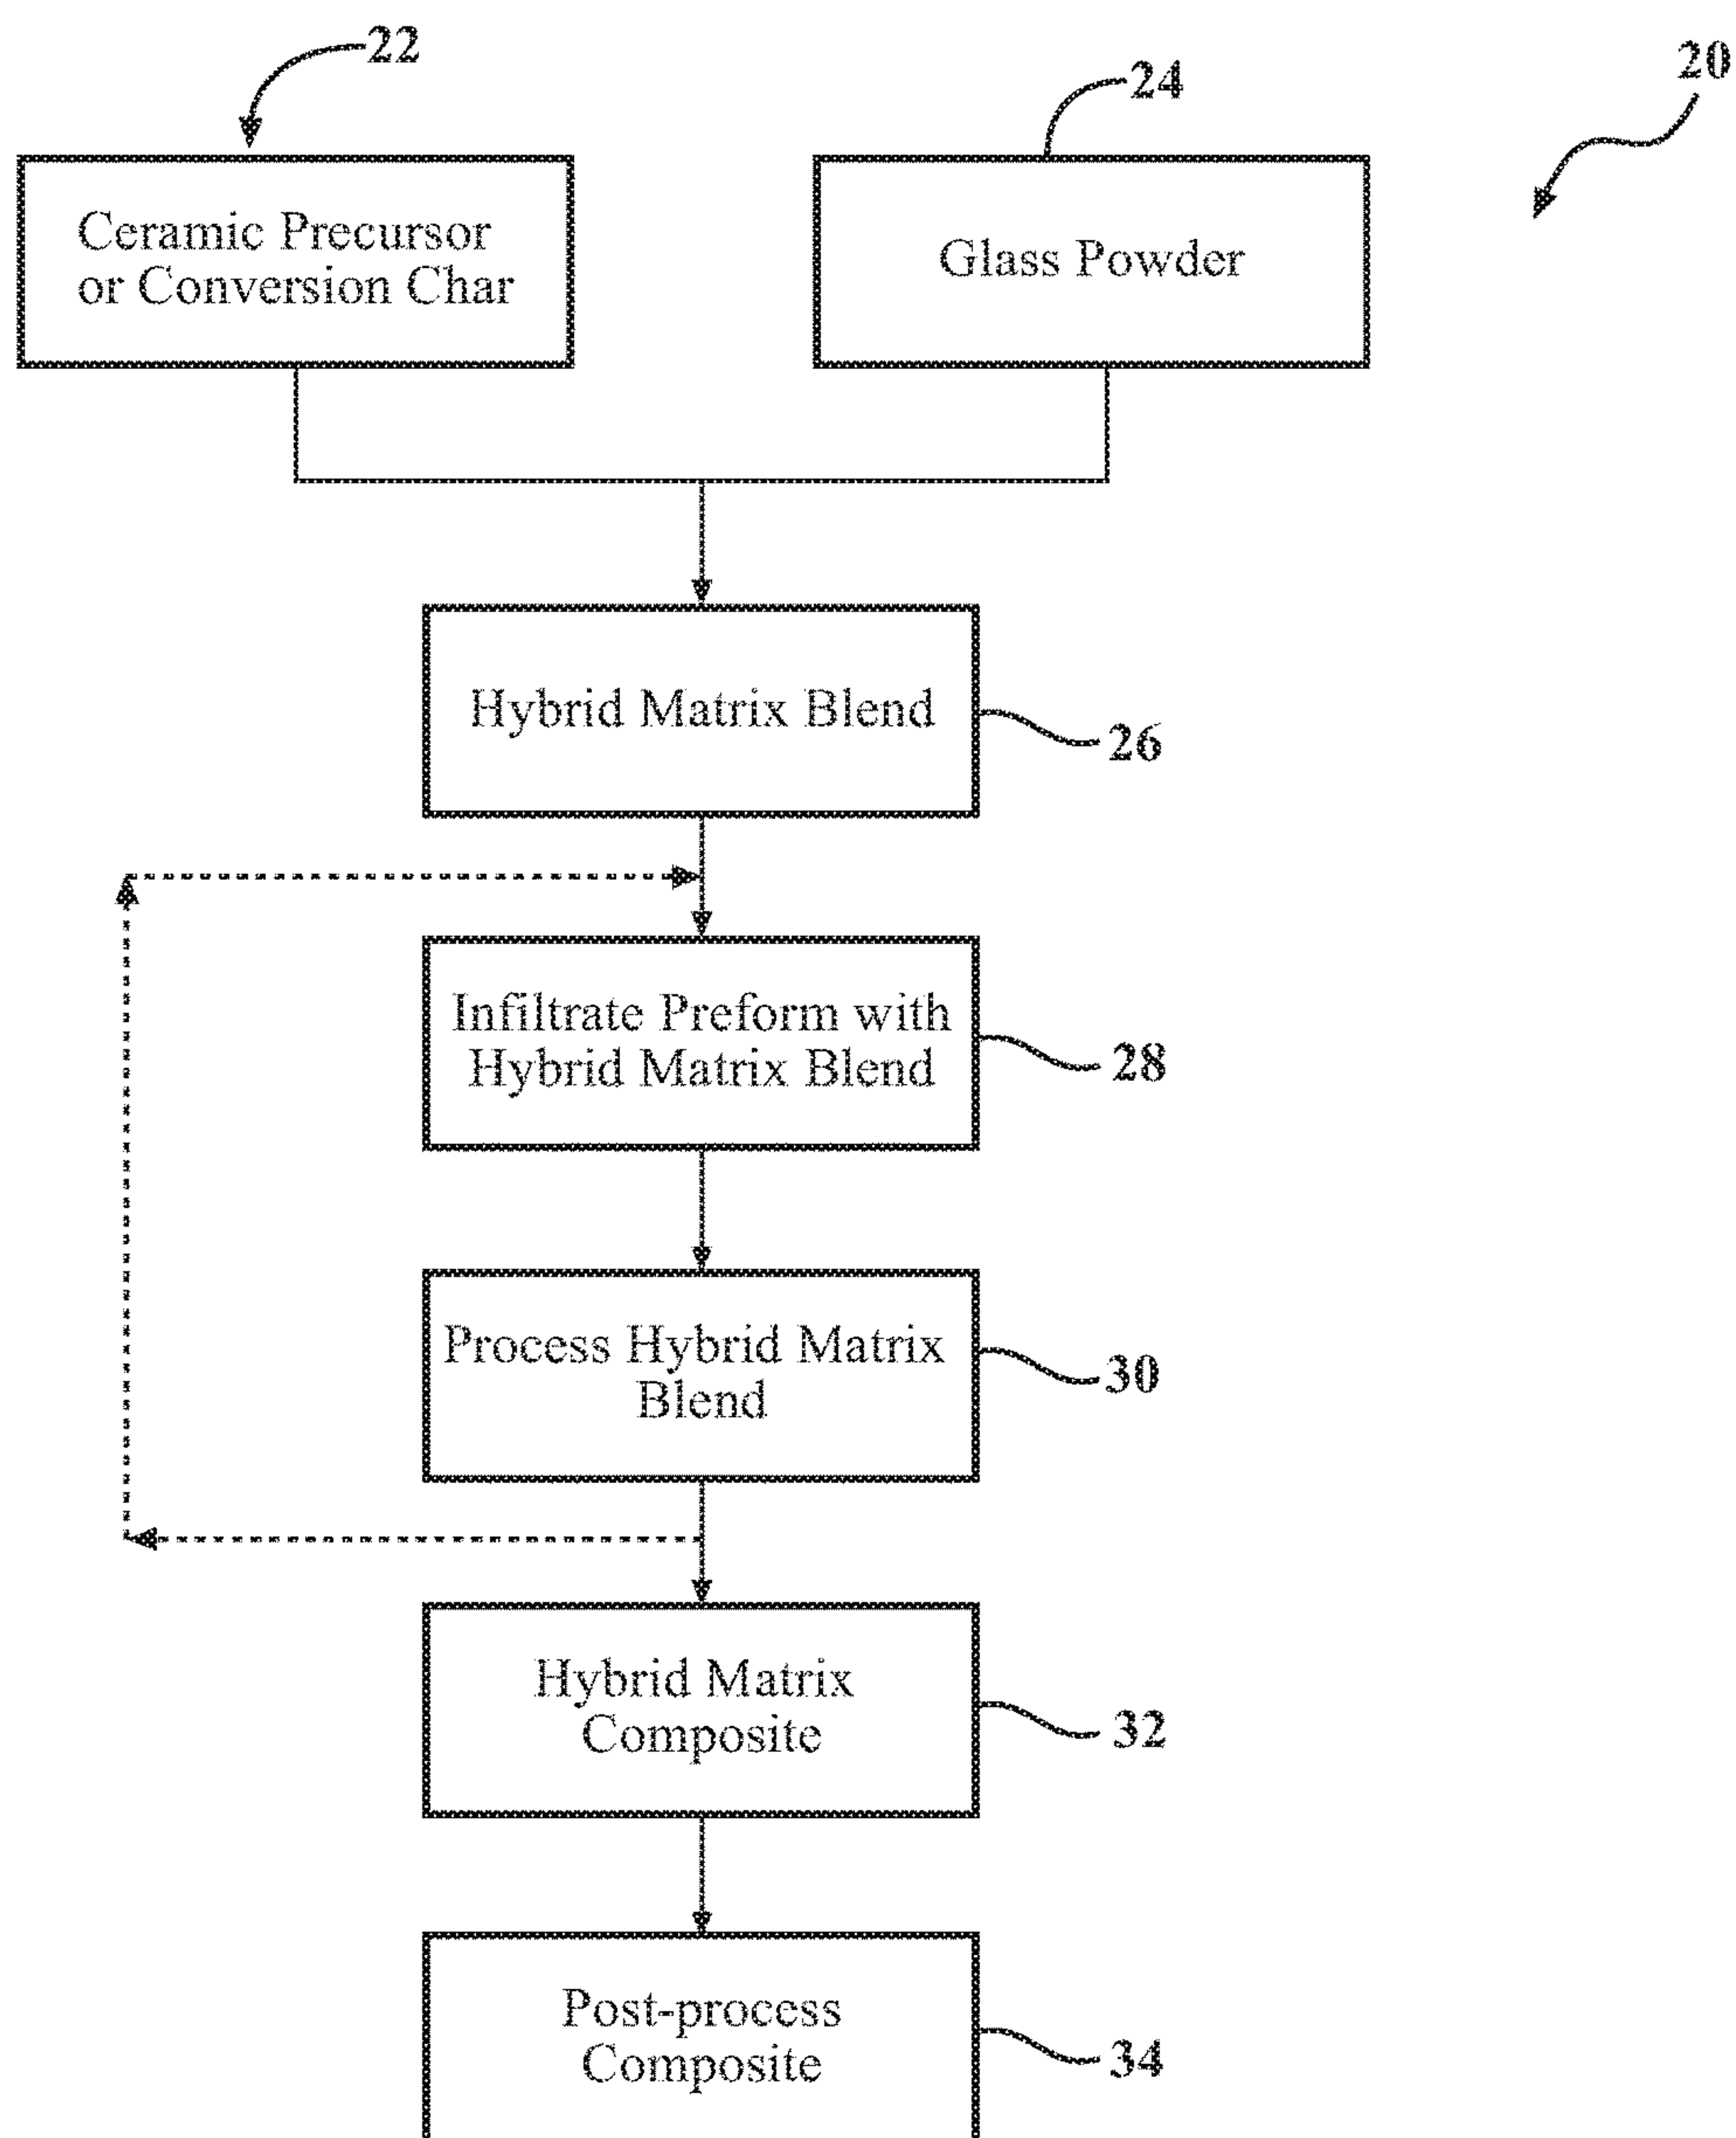 22
24
20
Ceramic Precursor
or Conversion Char
Glass Powder
Hybrid Matrix Blend
26
Infiltrate Preform with
Hybrid Matrix Blend
28
Process Hybrid Matrix
Blend
30
Hybrid Matrix
Composite
32
Post-process
Composite
34